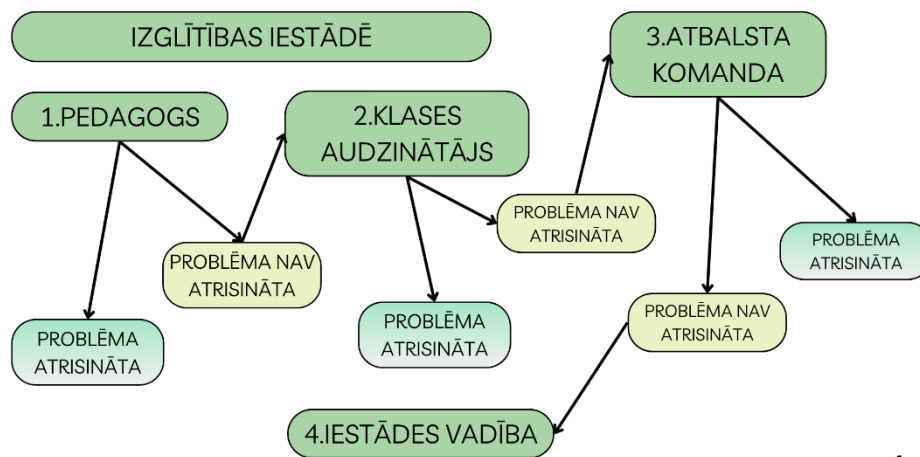 IZGLĪTĪBAS IESTĀDĒ
1.PEDAGOGS
PROBLĒMA
ATRISINĀTA
PROBLĒMA NAV
ATRISINĀTA
2.KLASES
AUDZINĀTĀJS
PROBLĒMA
ATRISINĀTA
PROBLĒMA NAV
ATRISINĀTA
3.ATBALSTA
KOMANDA
PROBLĒMA NAV
ATRISINĀTA
PROBLĒMA
ATRISINĀTA
4.IESTĀDES VADĪBA